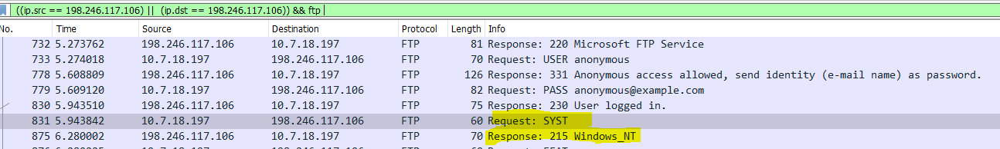 ((ip.src == 198.246.117.106) || (ip.dst == 198.246.117.106)) && ftp
No. Time Source Destination Protocol Length Info
732 5.273762 198.246.117.106 10.7.18.197 FTP 81 Response: 220 Microsoft FTP Service
733 5.274018 10.7.18.197 198.246.117.106 FTP 70 Request: USER anonymous
778 5.608809 198.246.117.106 10.7.18.197 FTP 126 Response: 331 Anonymous access allowed, send identity (e-mail name) as password.
779 5.609120 10.7.18.197 198.246.117.106 FTP 82 Request: PASS anonymous@example.com
830 5.943510 198.246.117.106 10.7.18.197 FTP 75 Response: 230 User logged in.
831 5.943842 10.7.18.197 198.246.117.106 FTP 60 Request: SYST
875 6.280002 198.246.117.106 10.7.18.197 FTP 70 Response: 215 Windows_NT